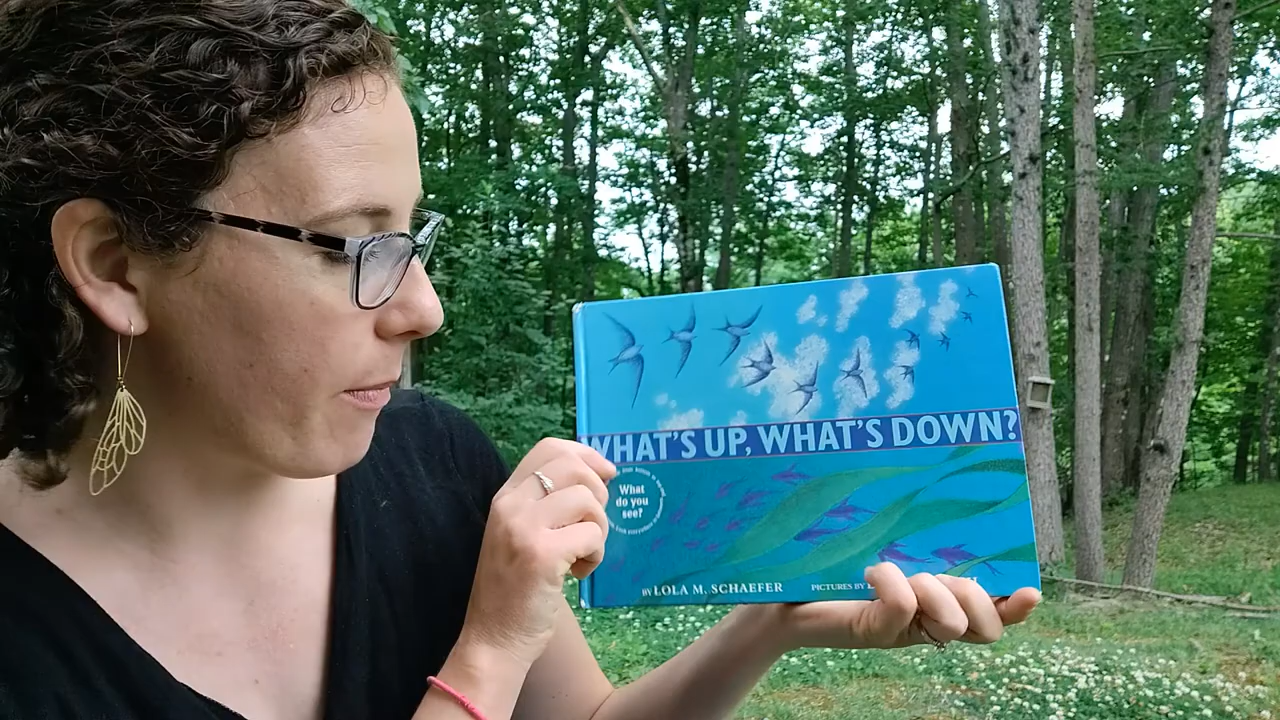 WHAT'S UP, WHAT'S DOWN?
What
do you
see?
BY LOLA M. SCHAEFER
PICTURES BY